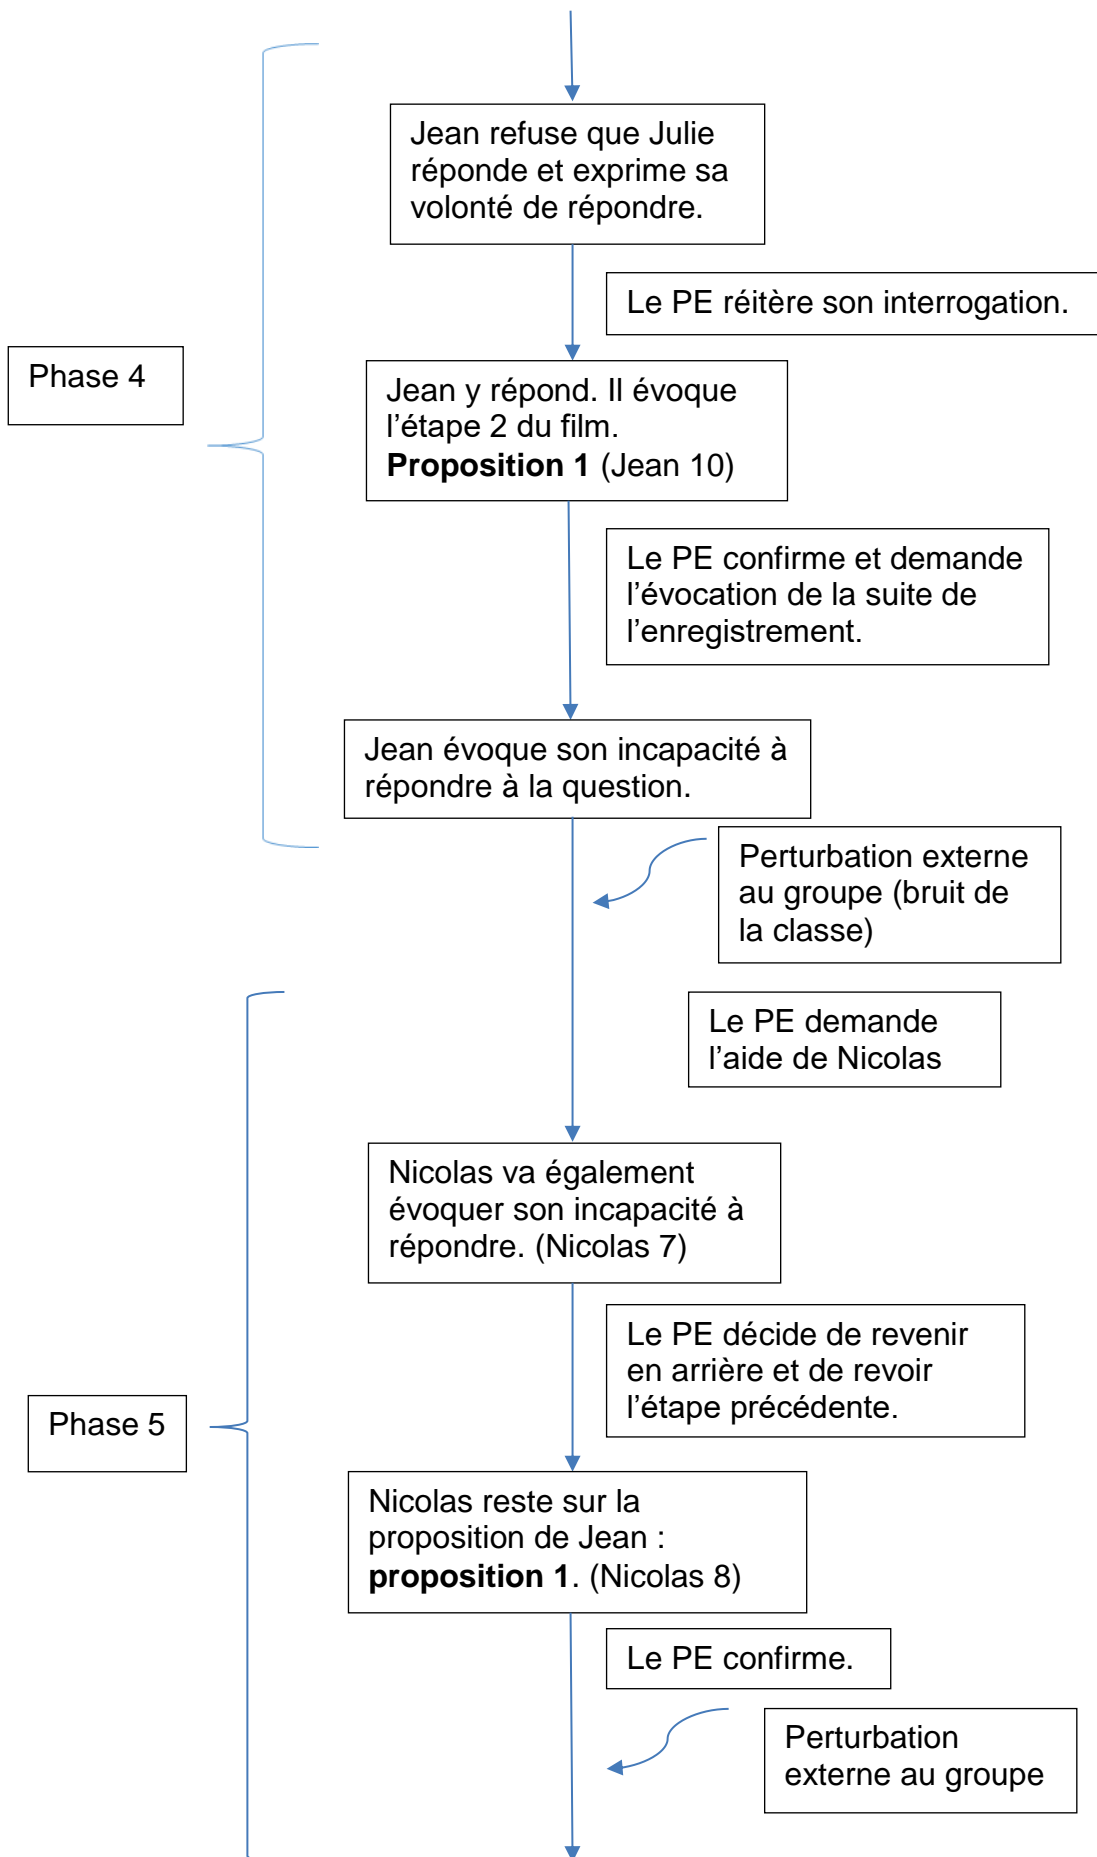 Jean refuse que Julie
réponde et exprime sa
volonté de répondre.
Le PE réitère son interrogation.
Phase 4
Jean y répond. Il évoque
l’étape 2 du film.
Proposition 1 (Jean 10)
Le PE confirme et demande
l’évocation de la suite de
l’enregistrement.
Jean évoque son incapacité à
répondre à la question.
Perturbation externe
au groupe (bruit de
la classe)
Le PE demande
l’aide de Nicolas
Nicolas va également
évoquer son incapacité à
répondre. (Nicolas 7)
Le PE décide de revenir
en arrière et de revoir
l’étape précédente.
Phase 5
Nicolas reste sur la
proposition de Jean :
proposition 1. (Nicolas 8)
Le PE confirme.
Perturbation
externe au groupe